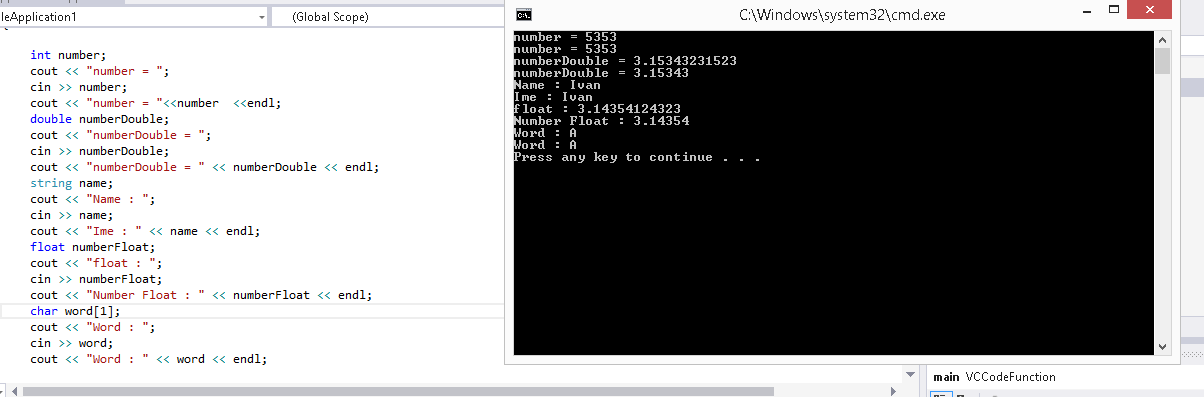 leApplication1
(Global Scope)
int number;
cout << "number = ";
cin >> number;
cout << "number = "<<number  <<endl;
double numberDouble;
cout << "numberDouble = ";
cin >> numberDouble;
cout << "numberDouble = " << numberDouble << endl;
string name;
cout << "Name : ";
cin >> name;
cout << "Ime : " << name << endl;
float numberFloat;
cout << "float : ";
cin >> numberFloat;
cout << "Number Float : " << numberFloat << endl;
char word[1];
cout << "Word : ";
cin >> word;
cout << "Word : " << word << endl;
C:\Windows\system32\cmd.exe
number = 5353
number = 5353
numberDouble = 3.15343231523
numberDouble = 3.15343
Name : Ivan
Ime : Ivan
float : 3.14354124323
Number Float : 3.14354
Word : A
Word : A
Press any key to continue . . .
main VCCodeFunction